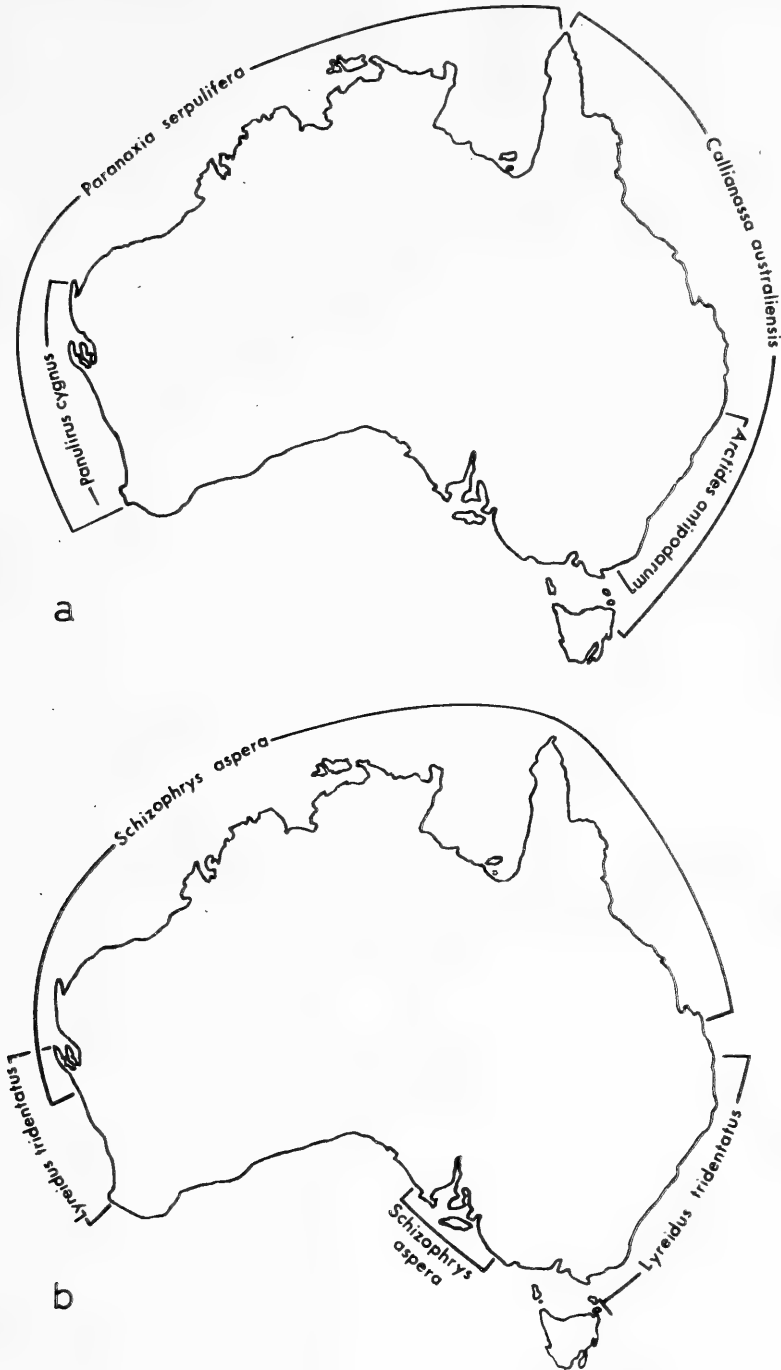 Paranaxia serpulifera
Callianassa australiensis
Panulirus cygnus
Arctides antipodarum
a
Schizophrys aspera
Lyreidus tridentatus
Schizophrys
aspera
Lyreidus tridentatus
b